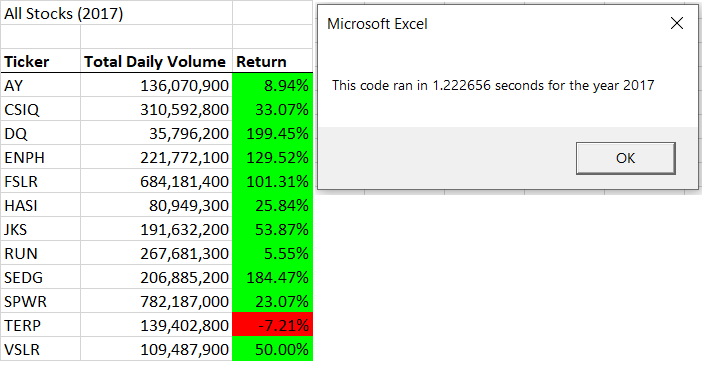 All Stocks (2017)
Ticker Total Daily Volume Return
AY 136,070,900 8.94%
CSIQ 310,592,800 33.07%
DQ 35,796,200 199.45%
ENPH 221,772,100 129.52%
FSLR 684,181,400 101.31%
HASI 80,949,300 25.84%
JKS 191,632,200 53.87%
RUN 267,681,300 5.55%
SEDG 206,885,200 184.47%
SPWR 782,187,000 23.07%
TERP 139,402,800 -7.21%
VSLR 109,487,900 50.00%
Microsoft Excel
This code ran in 1.222656 seconds for the year 2017
OK